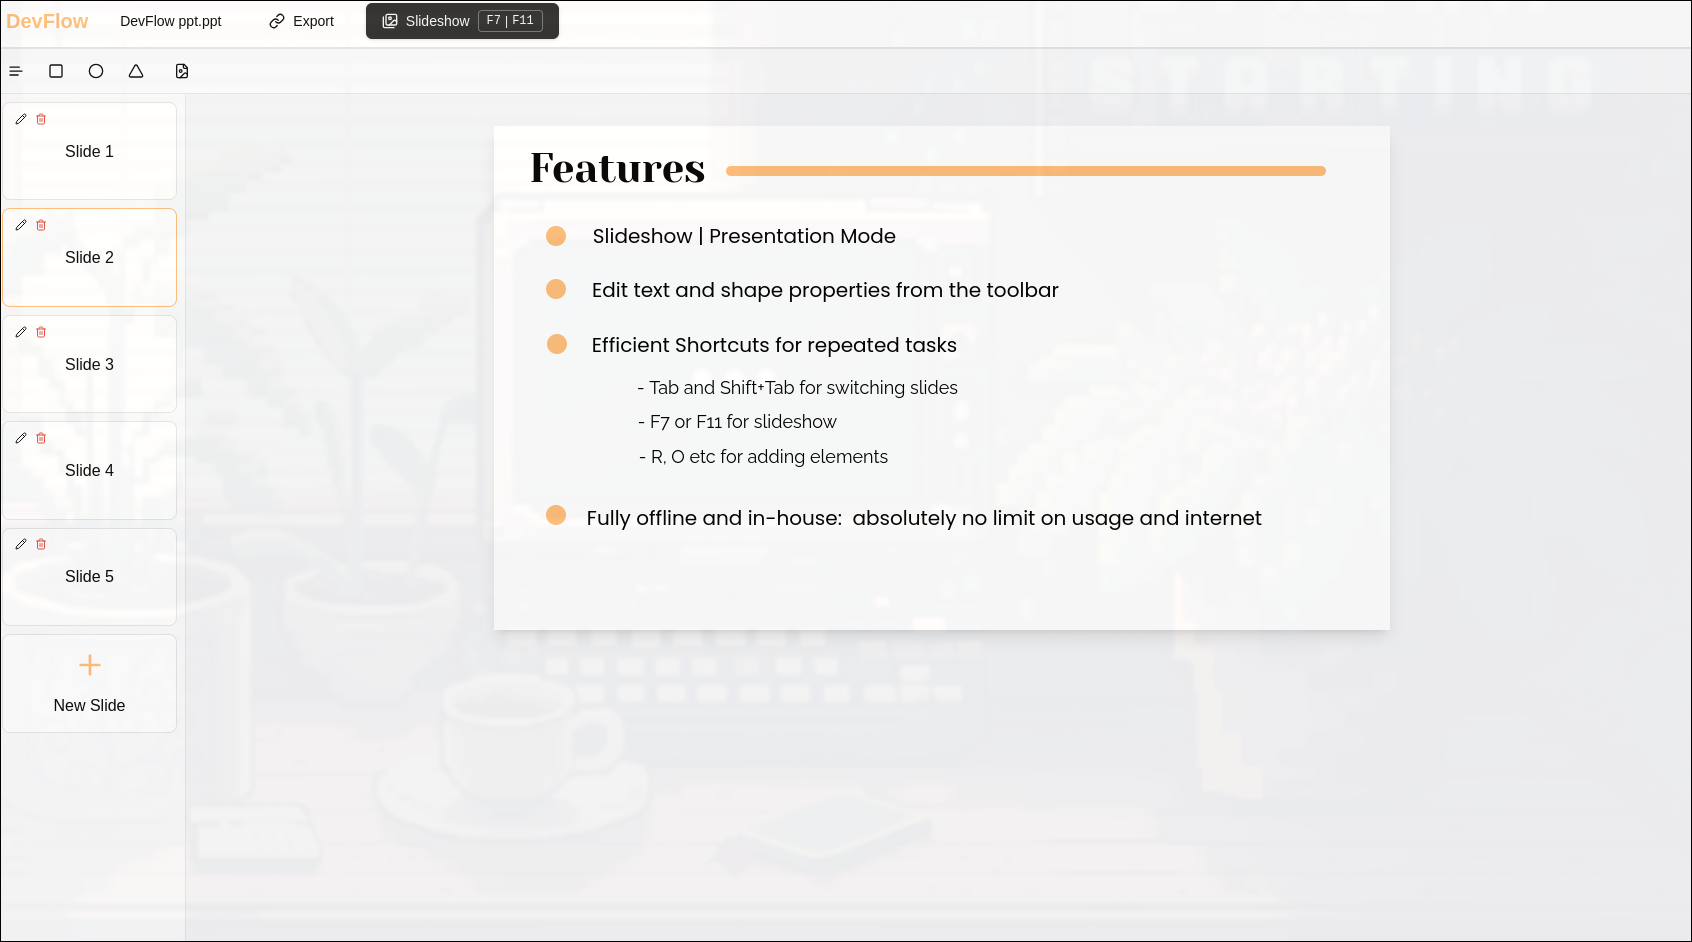 DevFlow
DevFlow ppt.ppt
Export
Slideshow F7 | F11
STARTING
Slide 1
Slide 2
Slide 3
Slide 4
Slide 5
New Slide
Features
Slideshow | Presentation Mode
Edit text and shape properties from the toolbar
Efficient Shortcuts for repeated tasks
- Tab and Shift+Tab for switching slides
- F7 or F11 for slideshow
- R, O etc for adding elements
Fully offline and in-house:  absolutely no limit on usage and internet